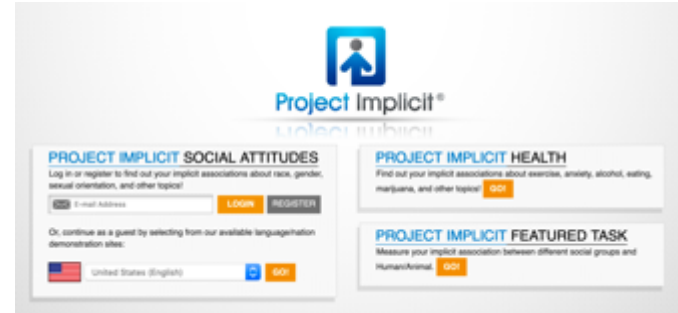 Project Implicit®
PROJECT IMPLICIT SOCIAL ATTITUDES
Log in or register to find out your implicit associations about race, gender,
sexual orientation, and other topics!
E-mail Address
LOGIN
REGISTER
Or, continue as a guest by selecting from our available language/nation
demonstration sites:
United States (English)
GO!
PROJECT IMPLICIT HEALTH
Find out your implicit associations about exercise, anxiety, alcohol, eating,
marijuana, and other topics! GO!
PROJECT IMPLICIT FEATURED TASK
Measure your implicit association between different social groups and
Human/Animal. GO!